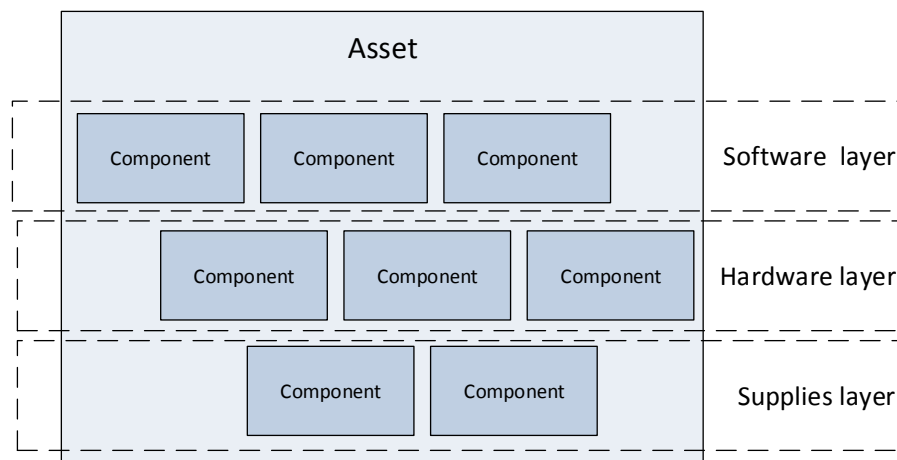 Asset
Component Component Component Software layer
Component Component Component Hardware layer
Component Component Supplies layer